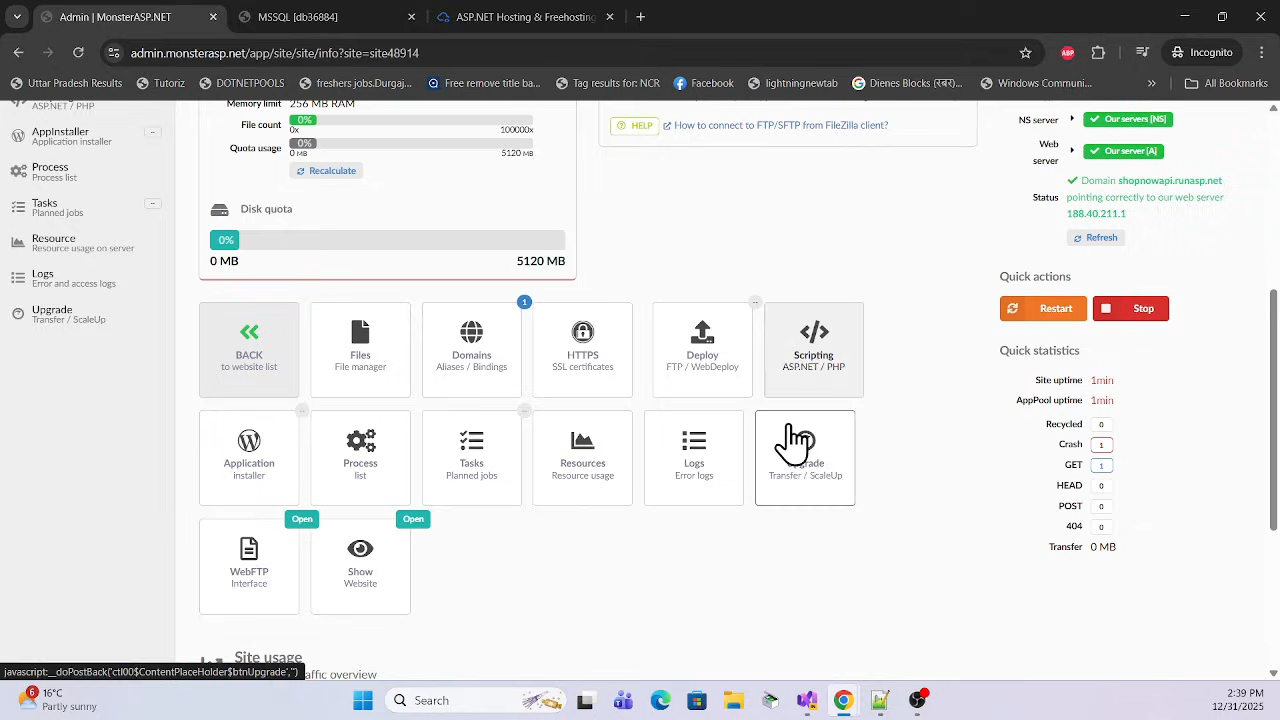 Admin | MonsterASP.NET
MSSQL [db36884]
ASP.NET Hosting & Freehosting
admin.monsterasp.net/app/site/site/info?site=site48914
ABP
Incognito
Uttar Pradesh Results
Tutoriz
DOTNETPOOLS
freshers jobs Durgaj...
Free remove title ba...
Tag results for NCR
Facebook
lightningnewtab
Windows Communi...
All Bookmarks
ASP.NET / PHP
AppInstaller
Application installer
Process
Process list
Tasks
Planned jobs
Resource
Resource usage on server
Logs
Error and access logs
Upgrade
Transfer / ScaleUp
Memory limit 256 MB RAM
File count 0%
0x 100000x
Quota usage 0%
0 MB 5120 MB
Recalculate
Disk quota
0%
0 MB 5120 MB
HELP How to connect to FTP/SFTP from FileZilla client?
NS server Our servers [NS]
Web server Our server [A]
Status
Domain shopnowapi.runasp.net
pointing correctly to our web server
188.40.211.1
Refresh
Quick actions
Restart Stop
Quick statistics
Site uptime 1min
AppPool uptime 1min
Recycled 0
Crash 1
GET 1
HEAD 0
POST 0
404 0
Transfer 0 MB
BACK
to website list
Files
File manager
1
Domains
Aliases / Bindings
HTTPS
SSL certificates
Deploy
FTP / WebDeploy
Scripting
ASP.NET / PHP
Application
installer
Process
list
Tasks
Planned jobs
Resources
Resource usage
Logs
Error logs
Transfer / ScaleUp
Open
WebFTP
Interface
Open
Show
Website
Site usage
javascript:__doPostBack('ctl00$ContentPlaceHolder$btnUpgrade','')
6
16°C
Partly sunny
Search
2:39 PM
12/31/2025